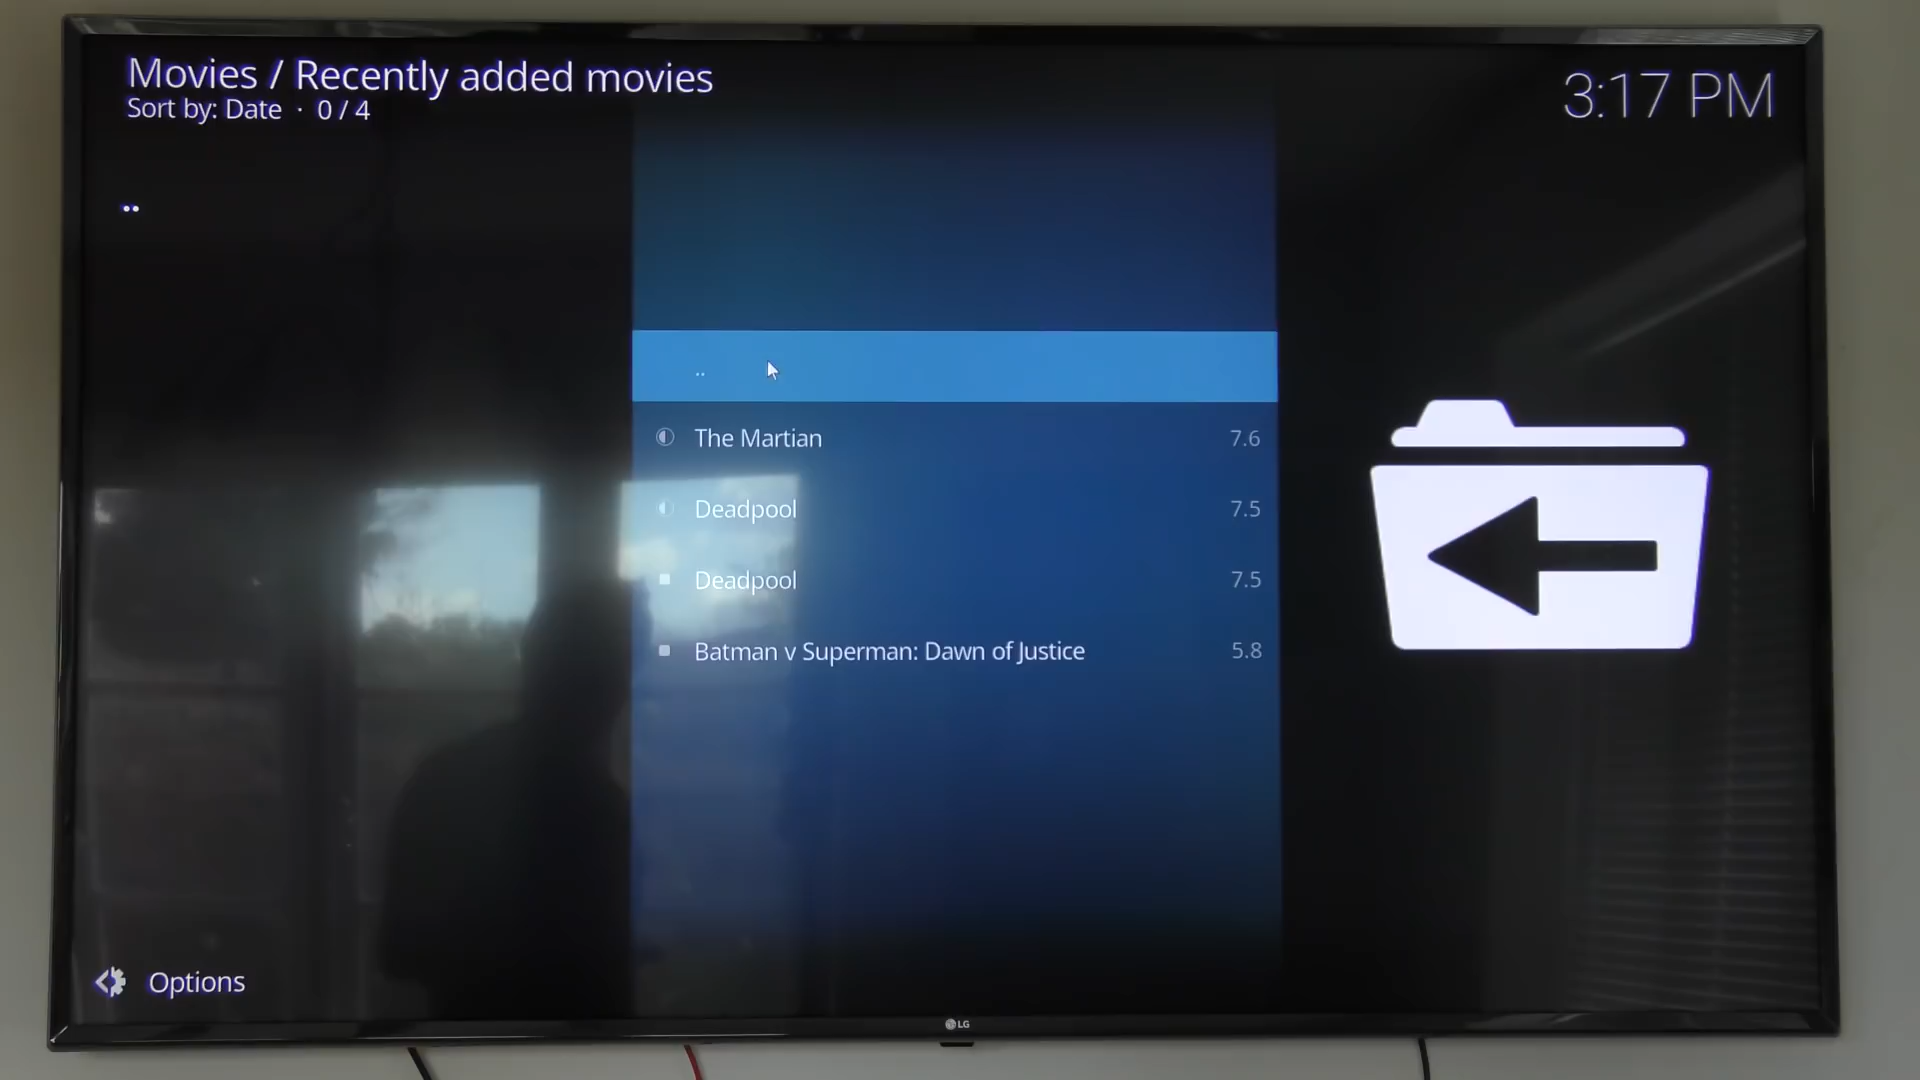 Movies / Recently added movies
Sort by: Date · 0 / 4
3:17 PM
..
..
The Martian 7.6
Deadpool 7.5
Deadpool 7.5
Batman v Superman: Dawn of Justice 5.8
Options
LG